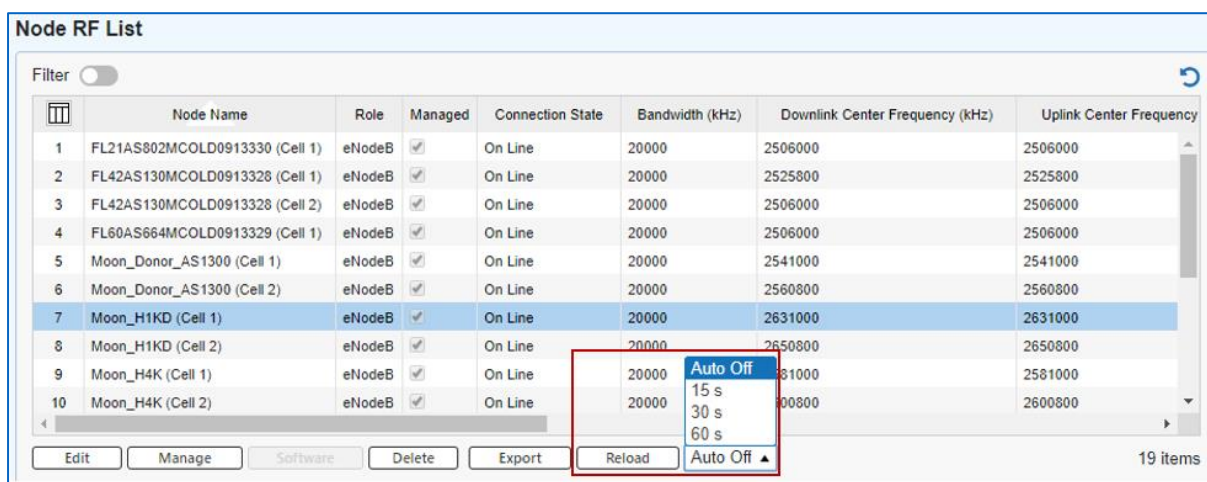 Node RF List
Filter
Node Name Role Managed Connection State Bandwidth (kHz) Downlink Center Frequency (kHz) Uplink Center Frequency
1 FL21AS802MCOLD0913330 (Cell 1) eNodeB On Line 20000 2506000 2506000
2 FL42AS130MCOLD0913328 (Cell 1) eNodeB On Line 20000 2525800 2525800
3 FL42AS130MCOLD0913328 (Cell 2) eNodeB On Line 20000 2506000 2506000
4 FL60AS664MCOLD0913329 (Cell 1) eNodeB On Line 20000 2506000 2506000
5 Moon_Donor_AS1300 (Cell 1) eNodeB On Line 20000 2541000 2541000
6 Moon_Donor_AS1300 (Cell 2) eNodeB On Line 20000 2560800 2560800
7 Moon_H1KD (Cell 1) eNodeB On Line 20000 2631000 2631000
8 Moon_H1KD (Cell 2) eNodeB On Line 20000 2650800 2650800
9 Moon_H4K (Cell 1) eNodeB On Line 20000 Auto Off 81000 2581000
15 s
10 Moon_H4K (Cell 2) eNodeB On Line 20000 30 s 00800 2600800
60 s
Edit Manage Software Delete Export Reload Auto Off 19 items